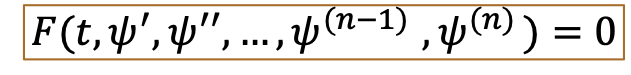 F(t, ψ′, ψ′′, …, ψ⁽ⁿ⁻¹⁾ , ψ⁽ⁿ⁾ ) = 0